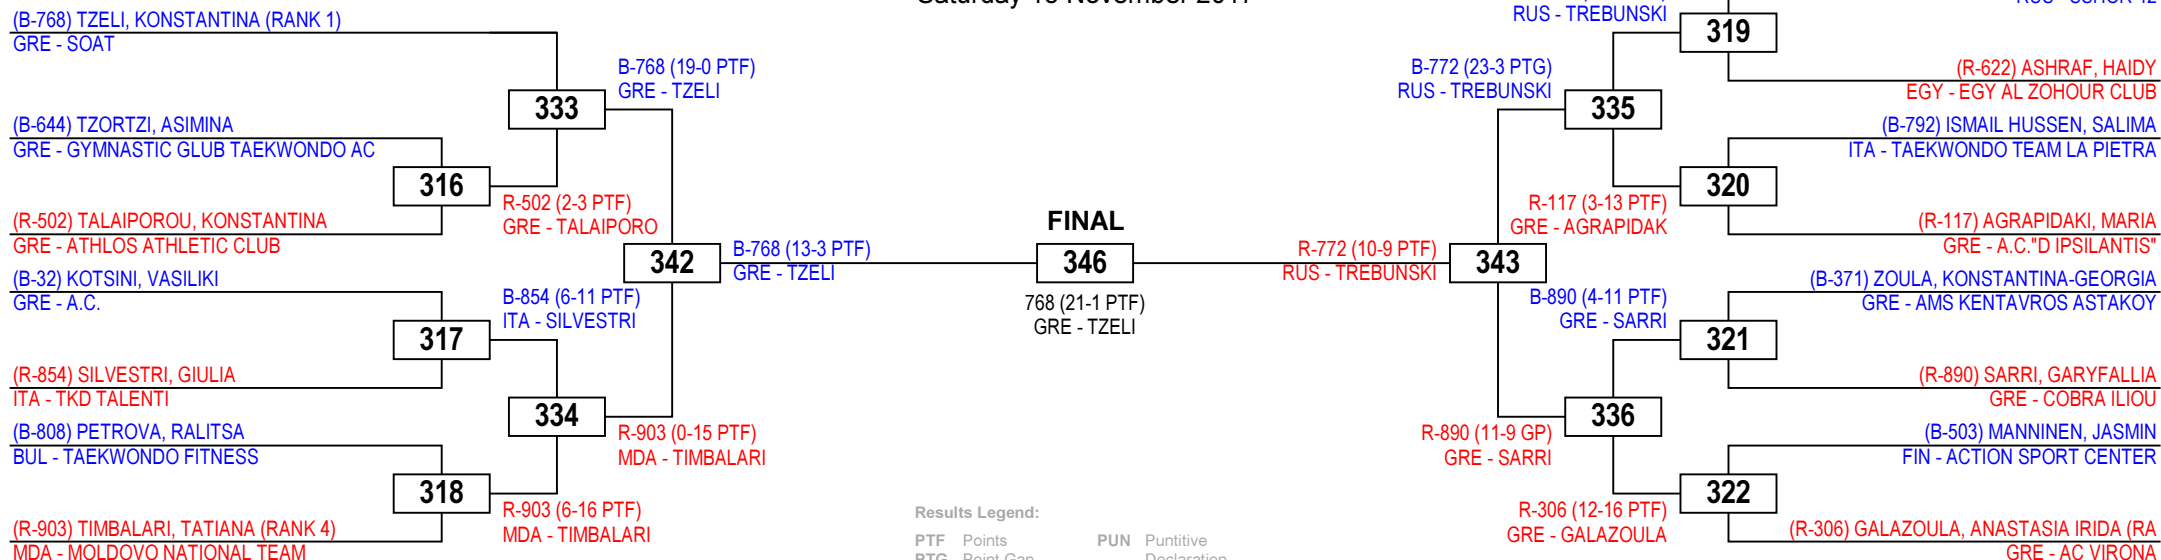 (B-768) TZELI, KONSTANTINA (RANK 1)
GRE - SOAT
(B-644) TZORTZI, ASIMINA
GRE - GYMNASTIC GLUB TAEKWONDO AC
(R-502) TALAIPOROU, KONSTANTINA
GRE - ATHLOS ATHLETIC CLUB
(B-32) KOTSINI, VASILIKI
GRE - A.C.
(R-854) SILVESTRI, GIULIA
ITA - TKD TALENTI
(B-808) PETROVA, RALITSA
BUL - TAEKWONDO FITNESS
(R-903) TIMBALARI, TATIANA (RANK 4)
MDA - MOLDOVO NATIONAL TEAM
316
317
318
333
R-502 (2-3 PTF)
GRE - TALAIPORO
B-854 (6-11 PTF)
ITA - SILVESTRI
334
R-903 (6-16 PTF)
MDA - TIMBALARI
B-768 (19-0 PTF)
GRE - TZELI
342
R-903 (0-15 PTF)
MDA - TIMBALARI
B-768 (13-3 PTF)
GRE - TZELI
FINAL
346
768 (21-1 PTF)
GRE - TZELI
Results Legend:
PTF Points
PTG Point Gap
PUN Puntitive
Declaration
R-772 (10-9 PTF)
RUS - TREBUNSKI
343
B-772 (23-3 PTG)
RUS - TREBUNSKI
335
R-890 (11-9 GP)
GRE - SARRI
336
RUS - TREBUNSKI
319
R-117 (3-13 PTF)
GRE - AGRAPIDAK
320
B-890 (4-11 PTF)
GRE - SARRI
321
R-306 (12-16 PTF)
GRE - GALAZOULA
322
(R-622) ASHRAF, HAIDY
EGY - EGY AL ZOHOUR CLUB
(B-792) ISMAIL HUSSEN, SALIMA
ITA - TAEKWONDO TEAM LA PIETRA
(R-117) AGRAPIDAKI, MARIA
GRE - A.C."D IPSILANTIS"
(B-371) ZOULA, KONSTANTINA-GEORGIA
GRE - AMS KENTAVROS ASTAKOY
(R-890) SARRI, GARYFALLIA
GRE - COBRA ILIOU
(B-503) MANNINEN, JASMIN
FIN - ACTION SPORT CENTER
(R-306) GALAZOULA, ANASTASIA IRIDA (RA
GRE - AC VIRONA